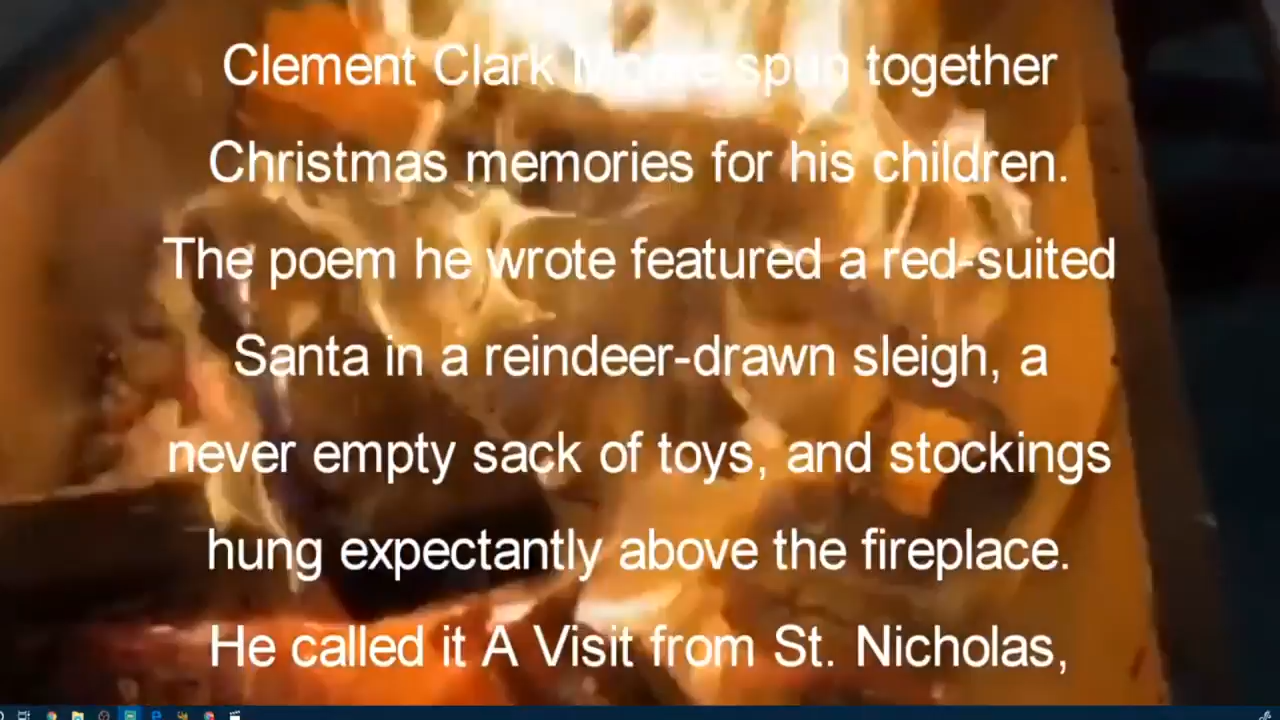 Clement Clark Moore spun together
Christmas memories for his children.
The poem he wrote featured a red-suited
Santa in a reindeer-drawn sleigh, a
never empty sack of toys, and stockings
hung expectantly above the fireplace.
He called it A Visit from St. Nicholas,